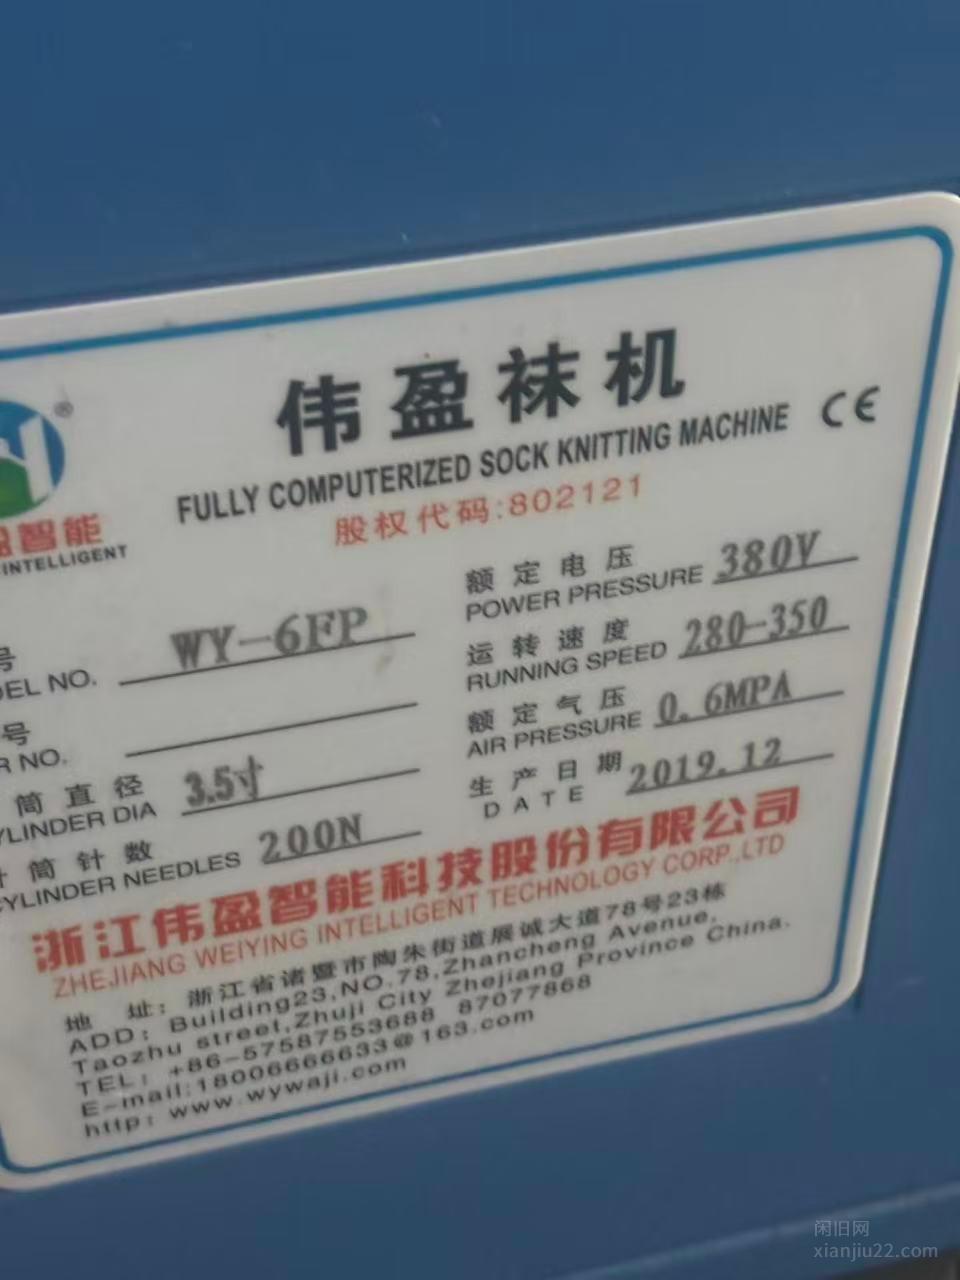 伟盈袜机
FULLY COMPUTERIZED SOCK KNITTING MACHINE
CE
股权代码:802121
®
智能
INTELLIGENT
号
NO. WY-6FP
额定电压
POWER PRESSURE 380V
运转速度
RUNNING SPEED 280-350
号
NO.
额定气压
AIR PRESSURE 0.6MPA
筒直径
CYLINDER DIA 3.5寸
生产日期
DATE 2019.12
筒针数
CYLINDER NEEDLES 200N
浙江伟盈智能科技股份有限公司
ZHEJIANG WEIYING INTELLIGENT TECHNOLOGY CORP.,LTD
地 址: 浙江省诸暨市陶朱街道展诚大道78号23栋
ADD: Building23,NO.78,Zhancheng Avenue,
Taozhu street,Zhuji City Zhejiang Province China.
TEL: +86-57587553688 87077868
E-mail:18006666633@163.com
http: www.wywaji.com
闲旧网
xianjiu22.com